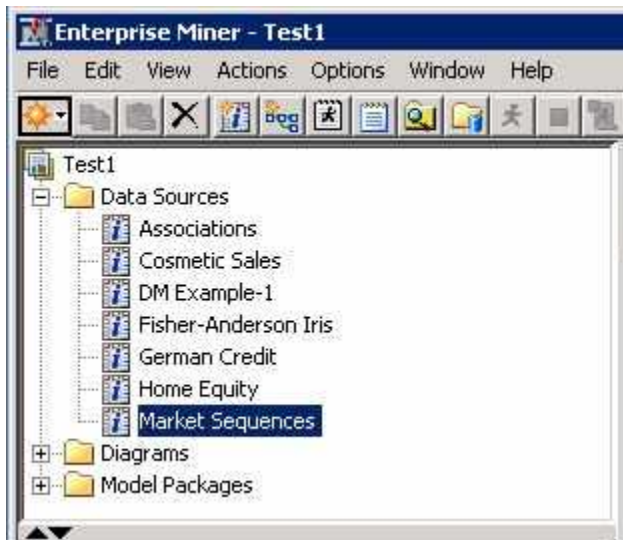 Enterprise Miner - Test1
File Edit View Actions Options Window Help
Test1
Data Sources
Associations
Cosmetic Sales
DM Example-1
Fisher-Anderson Iris
German Credit
Home Equity
Market Sequences
Diagrams
Model Packages